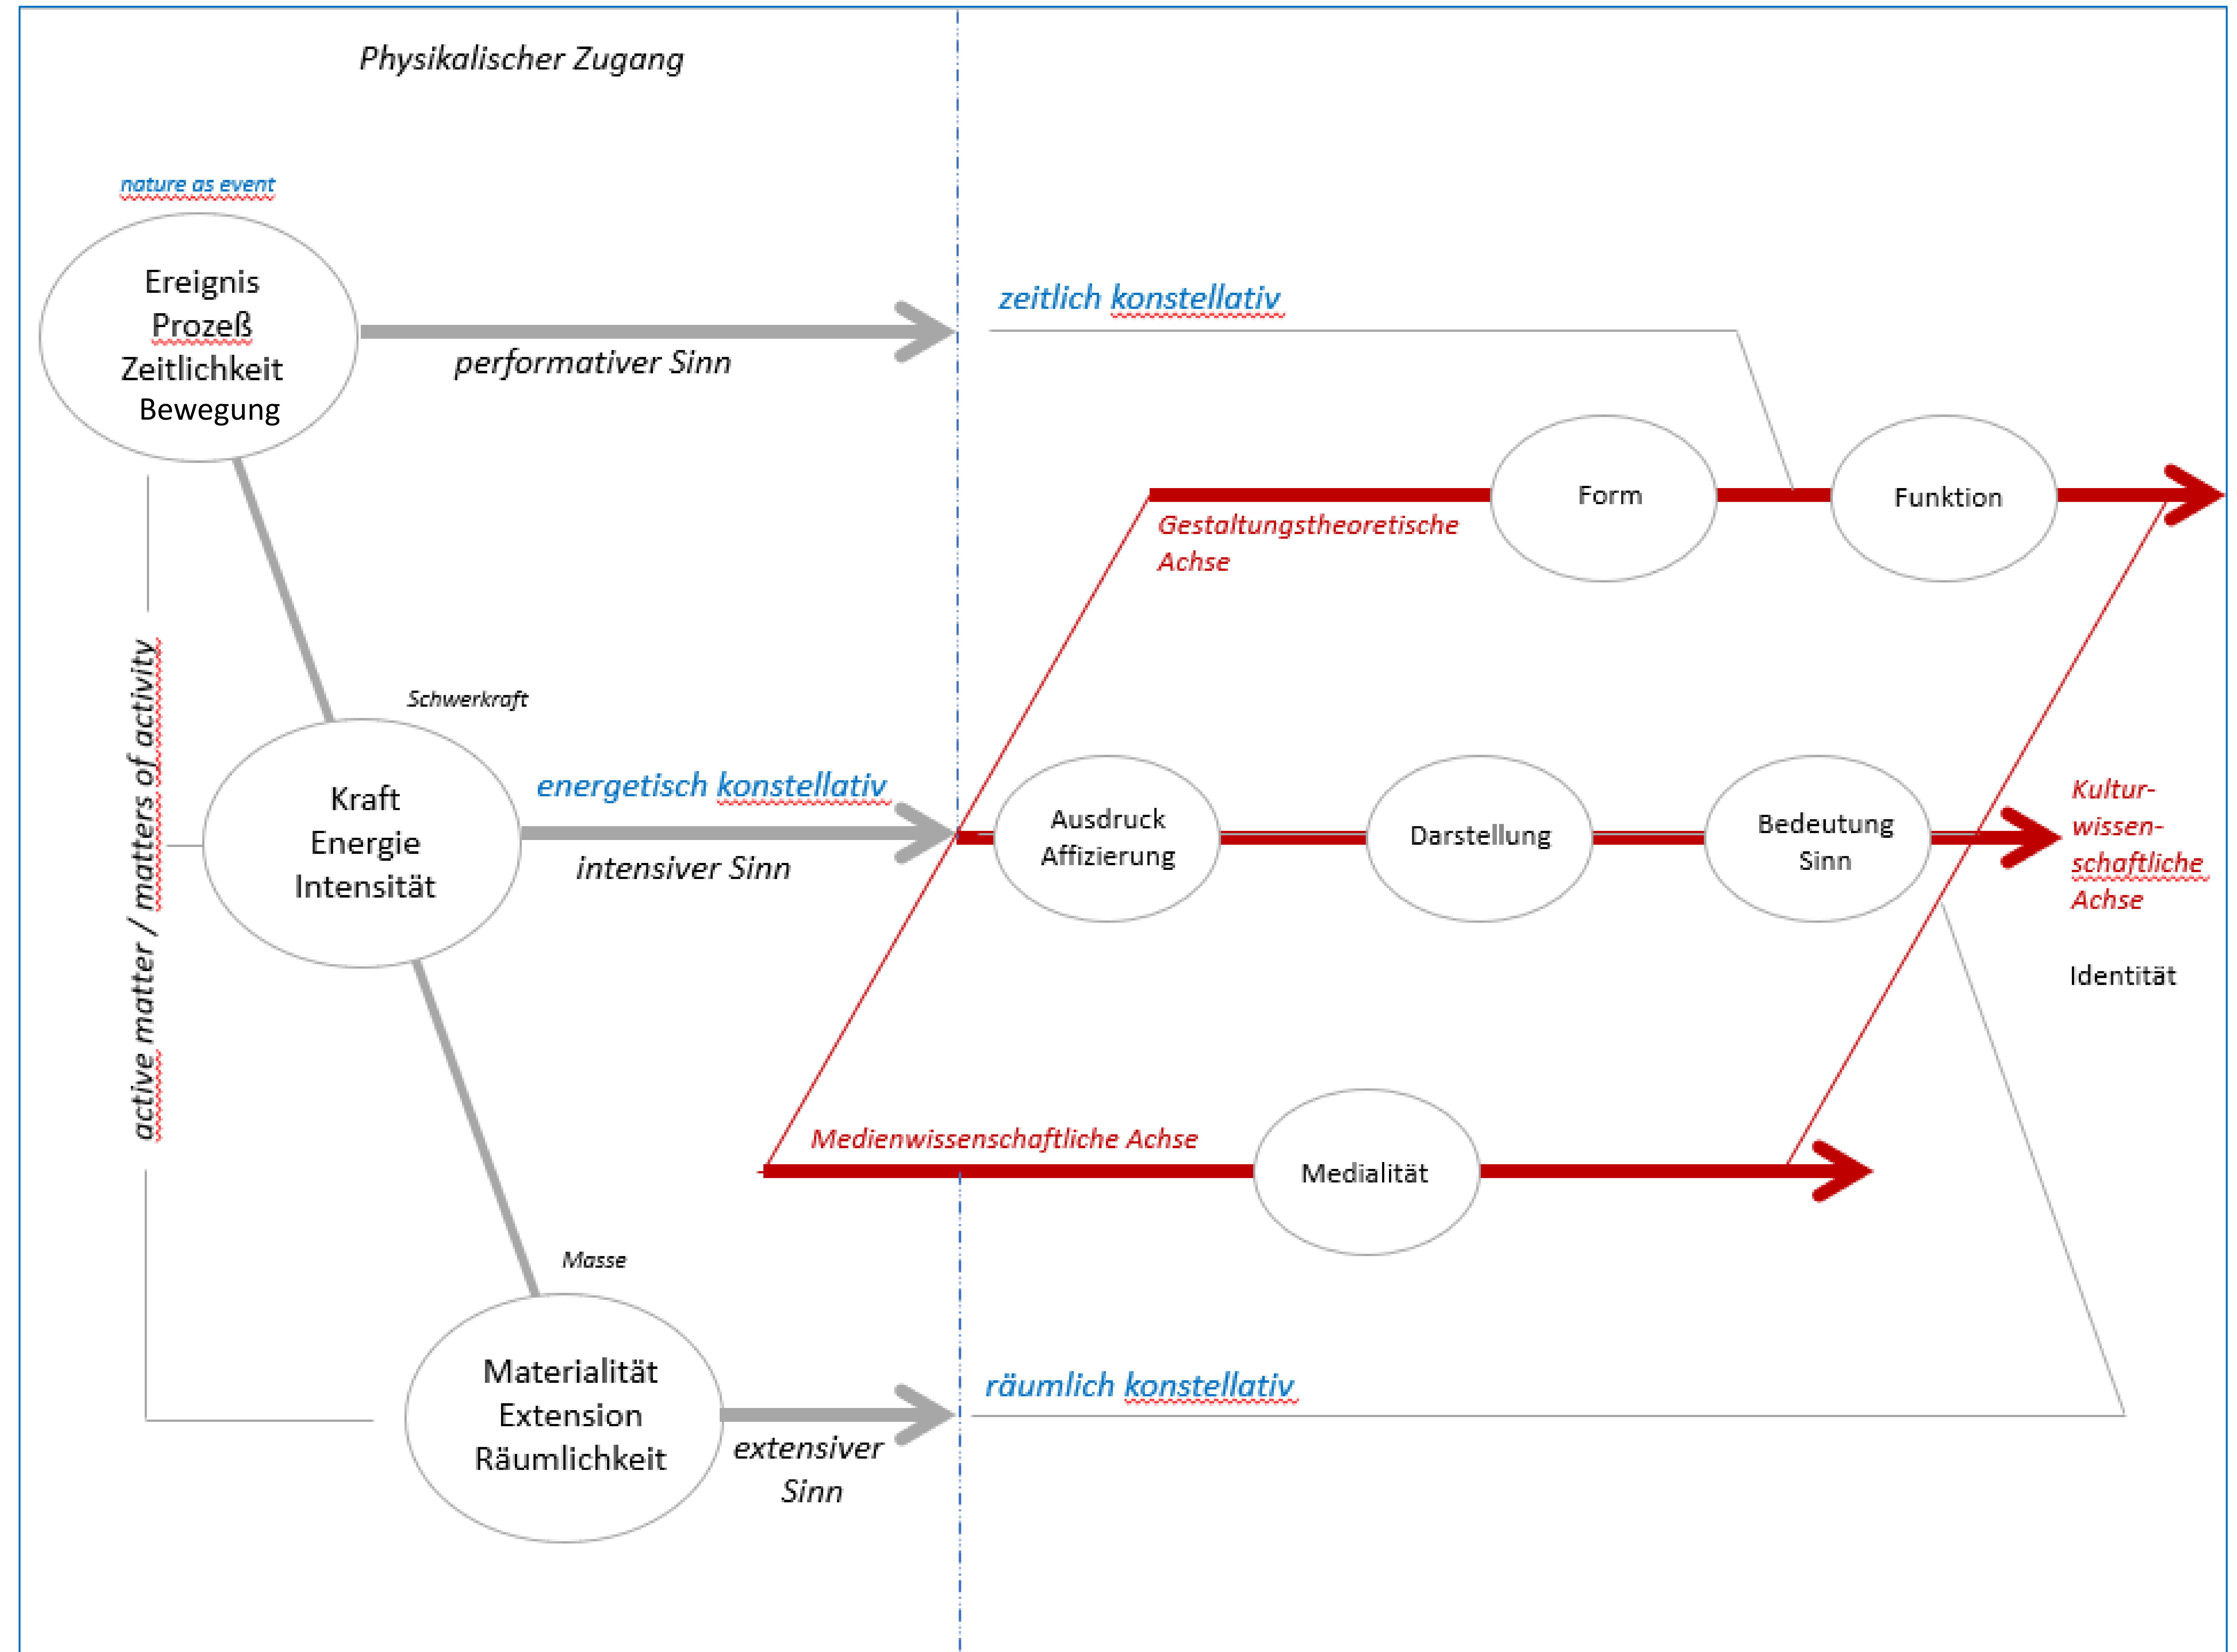 Physikalischer Zugang
nature as event
Ereignis
Prozeß
Zeitlichkeit
Bewegung
performativer Sinn
zeitlich konstellativ
Gestaltungstheoretische
Achse
Form
Funktion
active matter / matters of activity
Schwerkraft
Kraft
Energie
Intensität
energetisch konstellativ
intensiver Sinn
Ausdruck
Affizierung
Darstellung
Bedeutung
Sinn
Kultur-
wissen-
schaftliche
Achse
Identität
Medienwissenschaftliche Achse
Medialität
Masse
Materialität
Extension
Räumlichkeit
extensiver
Sinn
räumlich konstellativ